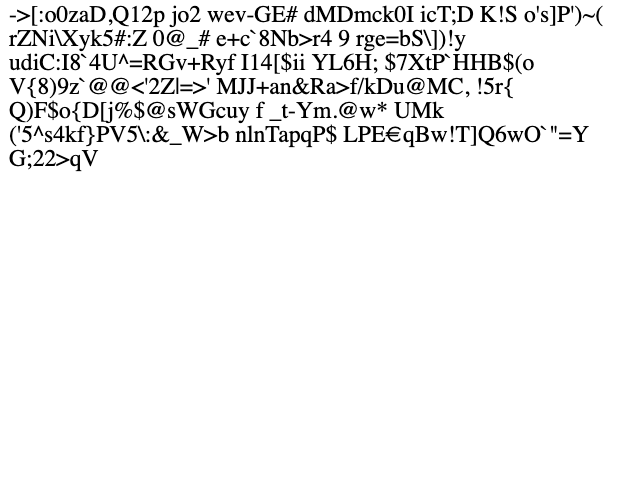 ->[:o0zaD,Q12p jo2 wev-GE# dMDmck0I icT;D K!S o's]P')~(
rZNi\Xyk5#:Z 0@_# e+c`8Nb>r4 9 rge=bS\])!y
udiC:I8`4U^=RGv+Ryf I14[$ii YL6H; $7XtP`HHB$(o
V{8)9z`@@<'2Z|=>' MJJ+an&Ra>f/kDu@MC, !5r{
Q)F$o{D[j%$@sWGcuy f _t-Ym.@w* UMk
('5^s4kf}PV5\:&_W>b nlnTapqP$ LPE€qBw!T]Q6wO`"=Y
G;22>qV